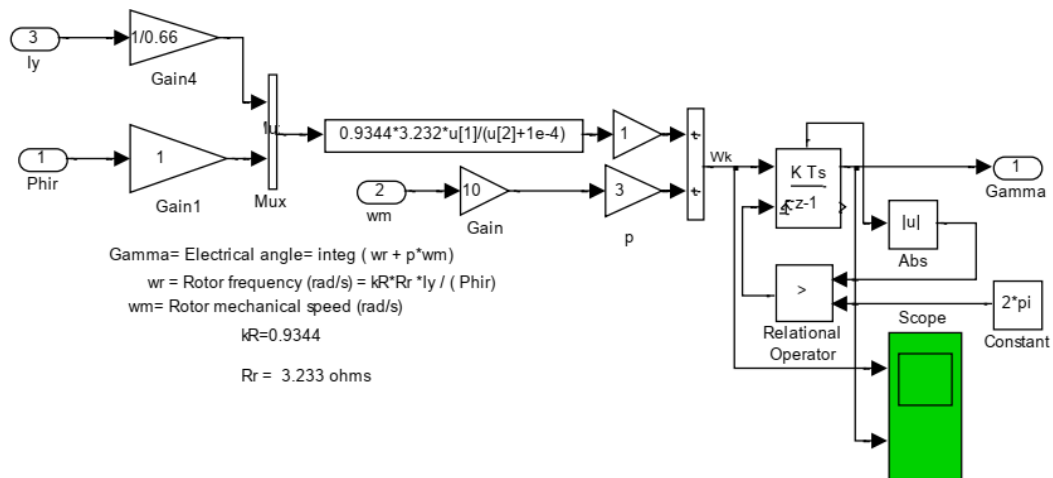 3
Iy
1/0.66
Gain4
1
Phir
1
Gain1
Mux
0.9344*3.232*u[1]/(u[2]+1e-4)
1
2
wm
10
Gain
3
p
Wk
K Ts
z-1
1
Gamma
|u|
Abs
>
Relational
Operator
2*pi
Constant
Scope
Gamma= Electrical angle= integ ( wr + p*wm)
wr = Rotor frequency (rad/s) = kR*Rr *Iy / ( Phir)
wm= Rotor mechanical speed (rad/s)
kR=0.9344
Rr = 3.233 ohms